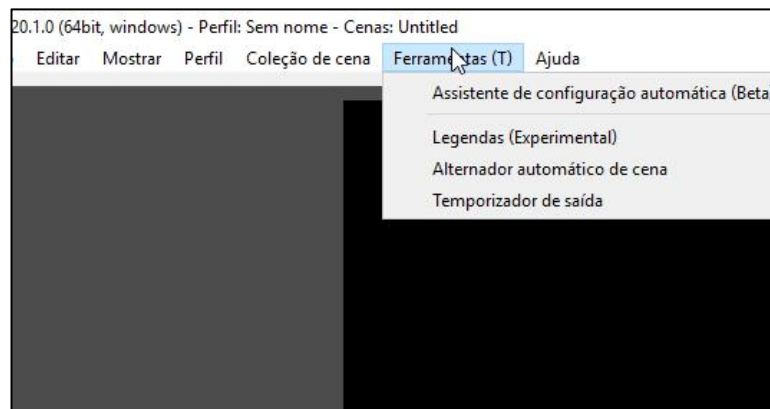 20.1.0 (64bit, windows) - Perfil: Sem nome - Cenas: Untitled
Editar Mostrar Perfil Coleção de cena Ferramentas (T) Ajuda
Assistente de configuração automática (Beta
Legendas (Experimental)
Alternador automático de cena
Temporizador de saída